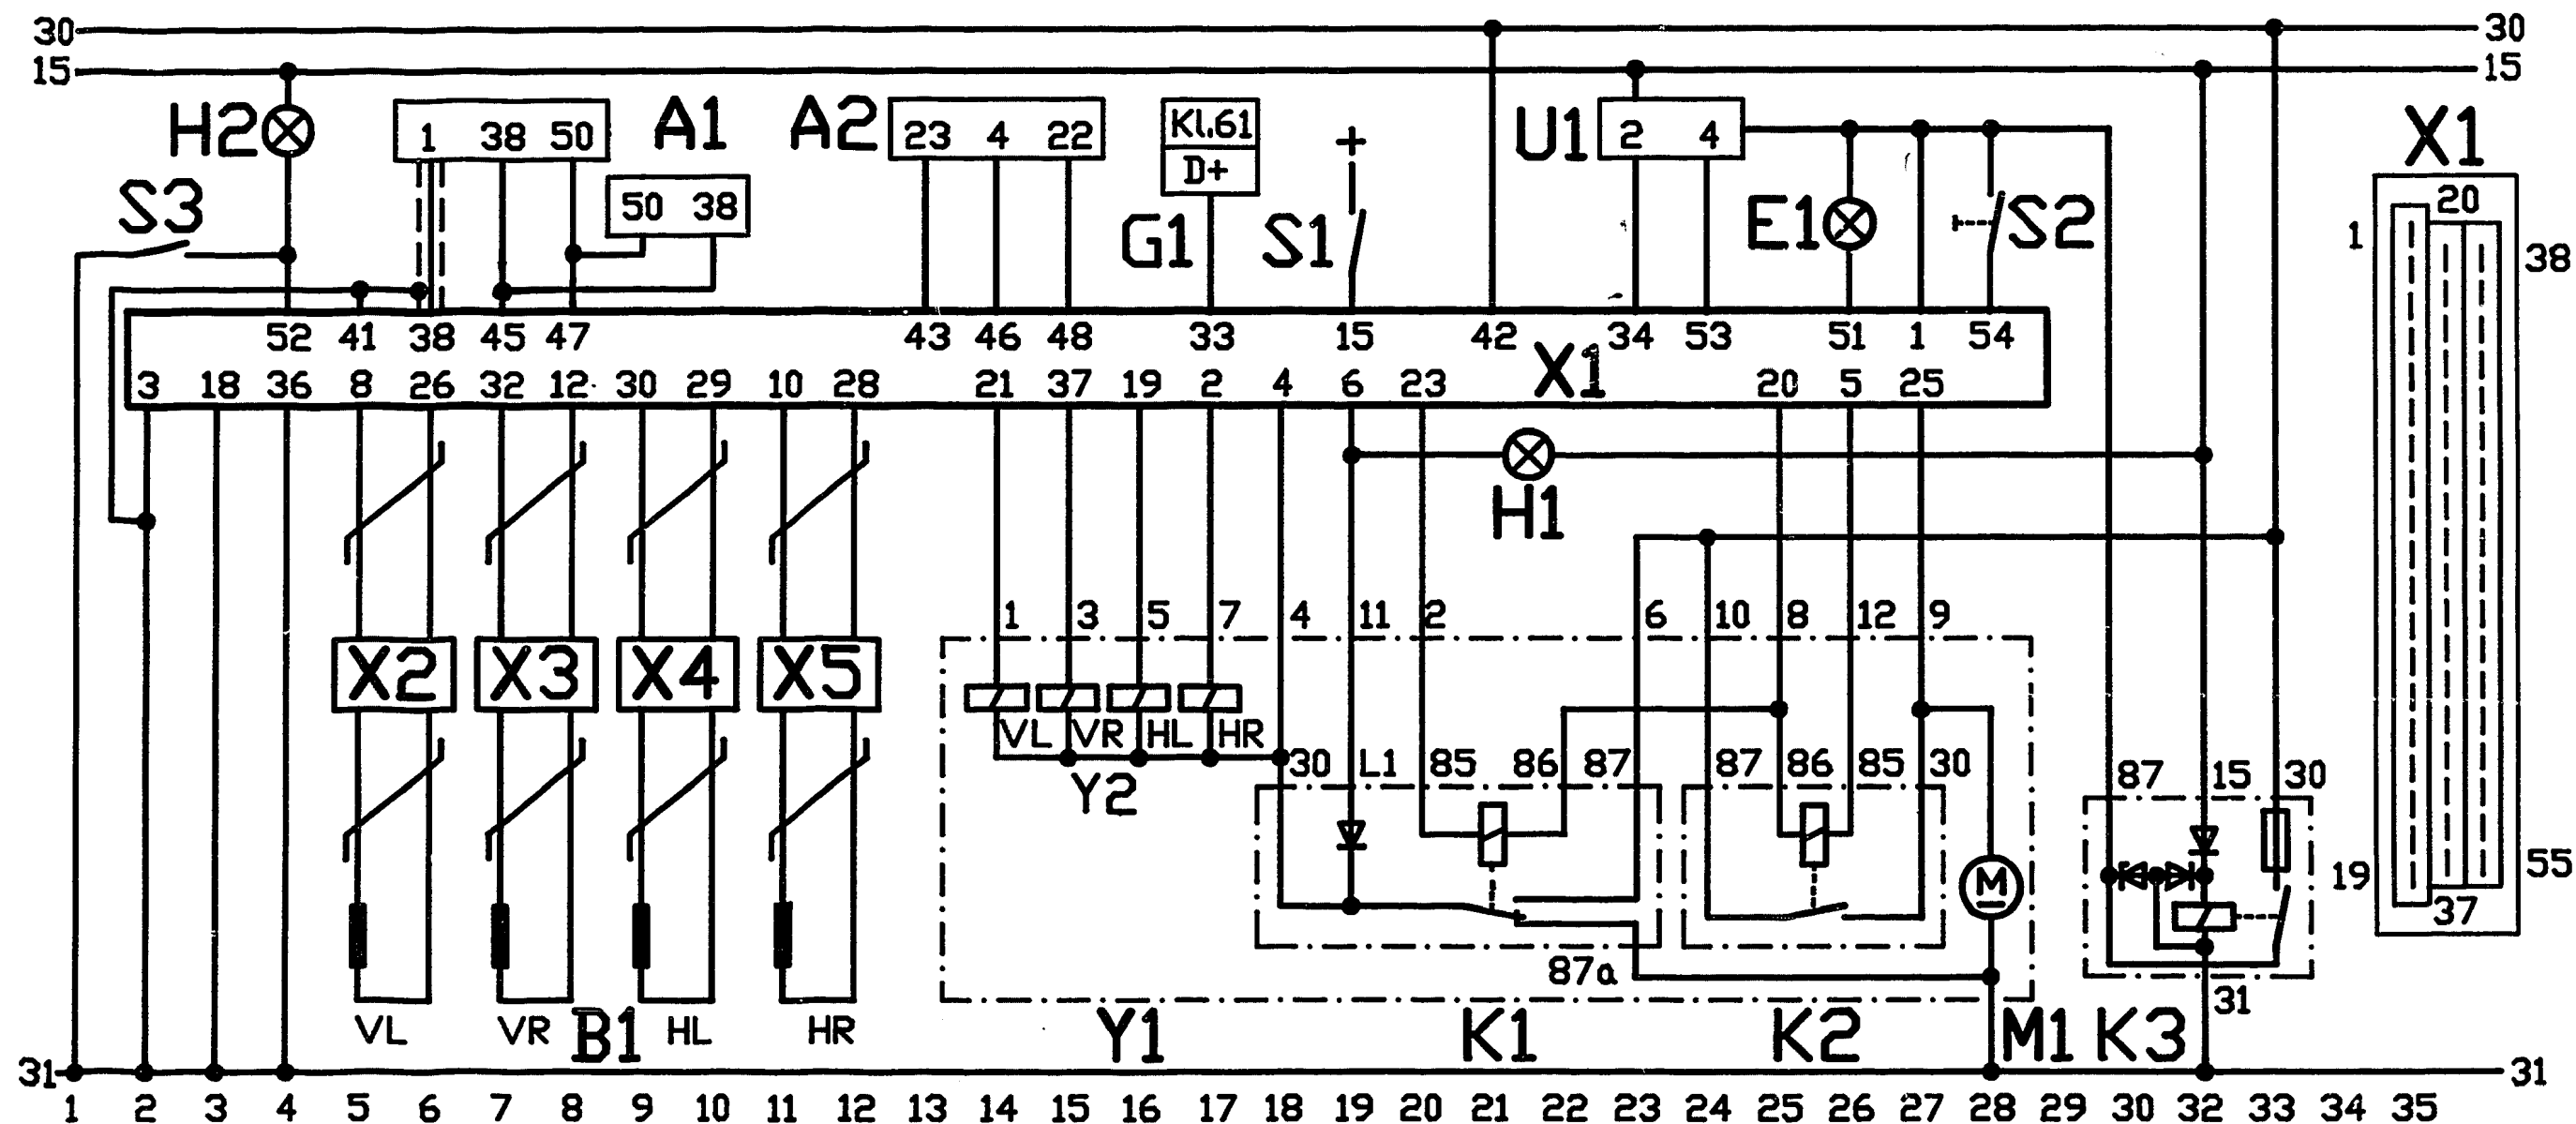 30 30
15 15
H2 1 38 50 A1 A2 23 4 22 Kl.61 + U1 2 4 X1
D+
S3 50 38 G1 S1 E1 S2 20
1 38
52 41 38 45 47 43 46 48 33 15 42 34 53 51 1 54
X1
3 18 36 8 26 32 12 30 29 10 28 21 37 19 2 4 6 23 20 5 25
H1
1 3 5 7 4 11 2 6 10 8 12 9
X2 X3 X4 X5
VL VR HL HR
30 L1 85 86 87 87 86 85 30 87 15 30
Y2
M
19 55
37
87a
31
VL VR B1 HL HR Y1 K1 K2 M1 K3
31 31
1 2 3 4 5 6 7 8 9 10 11 12 13 14 15 16 17 18 19 20 21 22 23 24 25 26 27 28 29 30 32 33 34 35